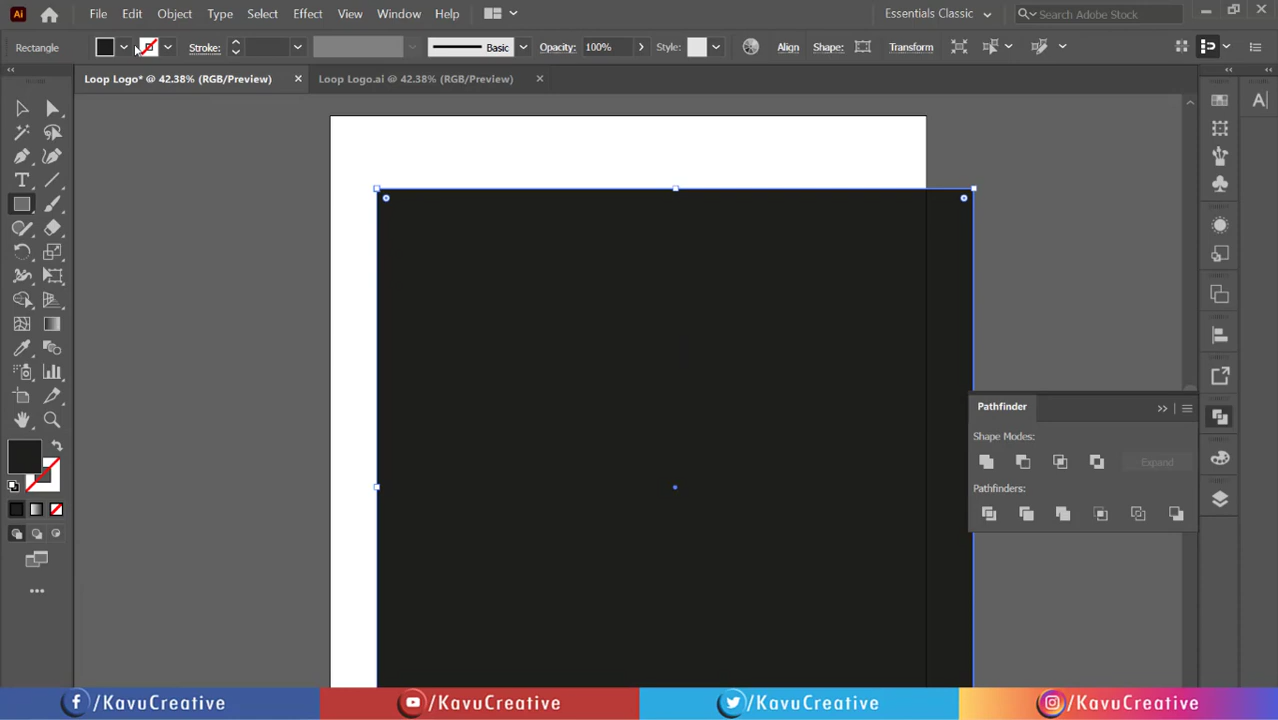 Ai File Edit Object Type Select Effect View Window Help Essentials Classic Search Adobe Stock
Rectangle Stroke: Basic Opacity: 100% Style: Align Shape: Transform
Loop Logo* @ 42.38% (RGB/Preview) × Loop Logo.ai @ 42.38% (RGB/Preview) ×
Pathfinder
Shape Modes:
Expand
Pathfinders:
/KavuCreative /KavuCreative /KavuCreative /KavuCreative